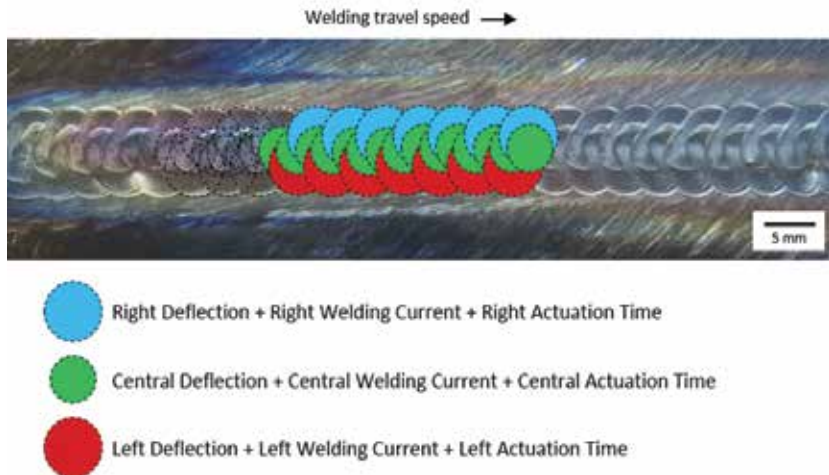 Welding travel speed
5 mm
Right Deflection + Right Welding Current + Right Actuation Time
Central Deflection + Central Welding Current + Central Actuation Time
Left Deflection + Left Welding Current + Left Actuation Time